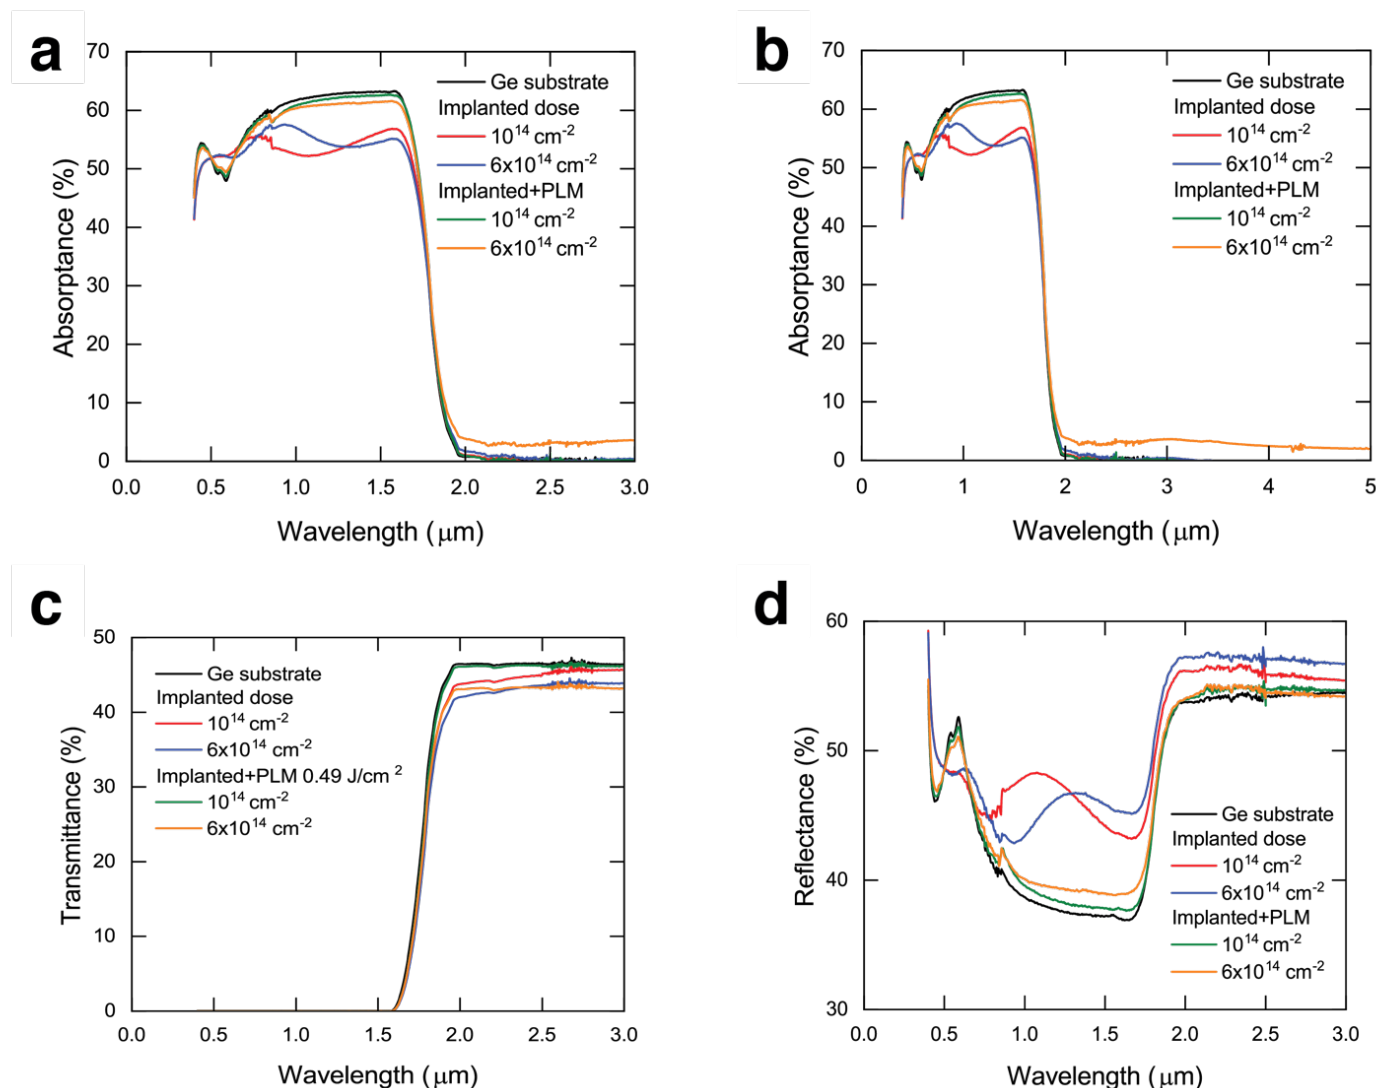 a
70
60
50
40
30
20
10
0
Absorptance (%)
Ge substrate
Implanted dose
10^14 cm^-2
6x10^14 cm^-2
Implanted+PLM
10^14 cm^-2
6x10^14 cm^-2
0.0 0.5 1.0 1.5 2.0 2.5 3.0
Wavelength (μm)
b
70
60
50
40
30
20
10
0
Absorptance (%)
Ge substrate
Implanted dose
10^14 cm^-2
6x10^14 cm^-2
Implanted+PLM
10^14 cm^-2
6x10^14 cm^-2
0 1 2 3 4 5
Wavelength (μm)
c
50
40
30
20
10
0
Transmittance (%)
Ge substrate
Implanted dose
10^14 cm^-2
6x10^14 cm^-2
Implanted+PLM 0.49 J/cm^2
10^14 cm^-2
6x10^14 cm^-2
0.0 0.5 1.0 1.5 2.0 2.5 3.0
Wavelength (μm)
d
60
50
40
30
Reflectance (%)
Ge substrate
Implanted dose
10^14 cm^-2
6x10^14 cm^-2
Implanted+PLM
10^14 cm^-2
6x10^14 cm^-2
0.0 0.5 1.0 1.5 2.0 2.5 3.0
Wavelength (μm)